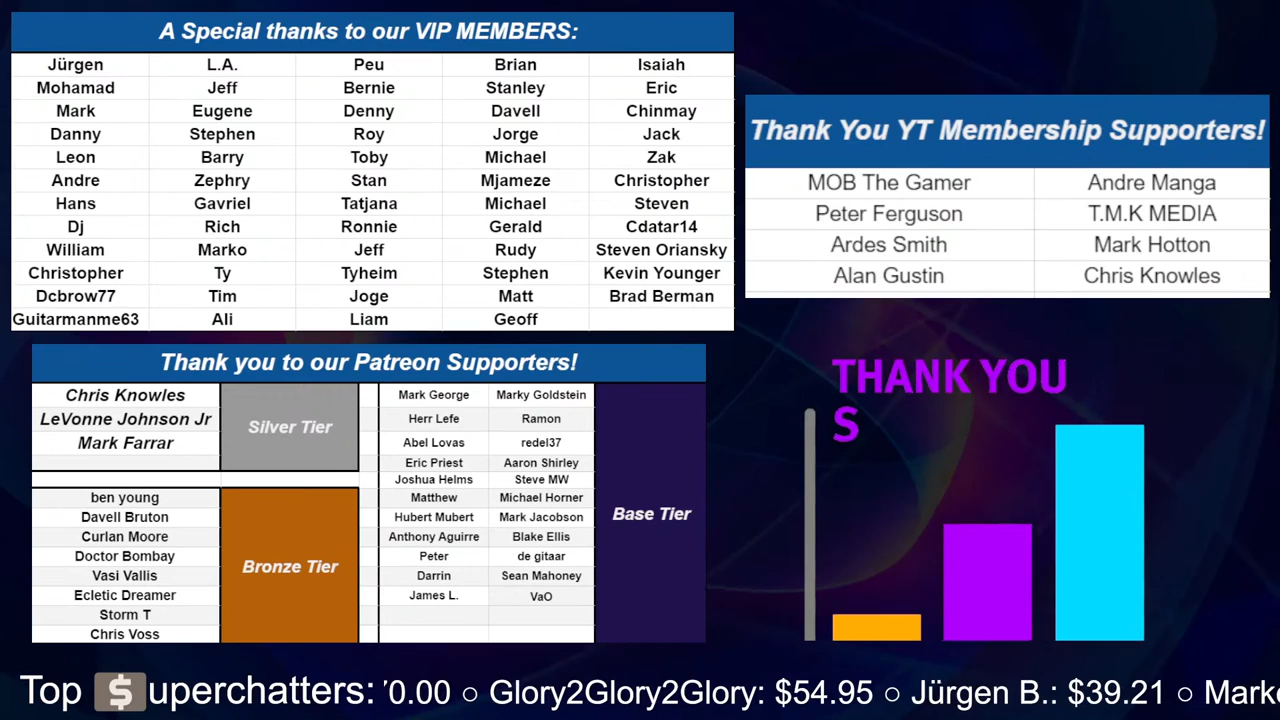 A Special thanks to our VIP MEMBERS:
Jürgen L.A. Peu Brian Isaiah
Mohamad Jeff Bernie Stanley Eric
Mark Eugene Denny Davell Chinmay
Danny Stephen Roy Jorge Jack
Leon Barry Toby Michael Zak
Andre Zephry Stan Mjameze Christopher
Hans Gavriel Tatjana Michael Steven
Dj Rich Ronnie Gerald Cdatar14
William Marko Jeff Rudy Steven Oriansky
Christopher Ty Tyheim Stephen Kevin Younger
Dcbrow77 Tim Joge Matt Brad Berman
Guitarmanme63 Ali Liam Geoff
Thank You YT Membership Supporters!
MOB The Gamer Andre Manga
Peter Ferguson T.M.K MEDIA
Ardes Smith Mark Hotton
Alan Gustin Chris Knowles
Thank you to our Patreon Supporters!
Chris Knowles
LeVonne Johnson Jr
Mark Farrar
Silver Tier
ben young
Davell Bruton
Curlan Moore
Doctor Bombay
Vasi Vallis
Ecletic Dreamer
Storm T
Chris Voss
Bronze Tier
Mark George Marky Goldstein
Herr Lefe Ramon
Abel Lovas redel37
Eric Priest Aaron Shirley
Joshua Helms Steve MW
Matthew Michael Horner
Hubert Mubert Mark Jacobson
Anthony Aguirre Blake Ellis
Peter de gitaar
Darrin Sean Mahoney
James L. VaO
Base Tier
THANK YOU
S
Top $uperchatters: 0.00 ○ Glory2Glory2Glory: $54.95 ○ Jürgen B.: $39.21 ○ Mark